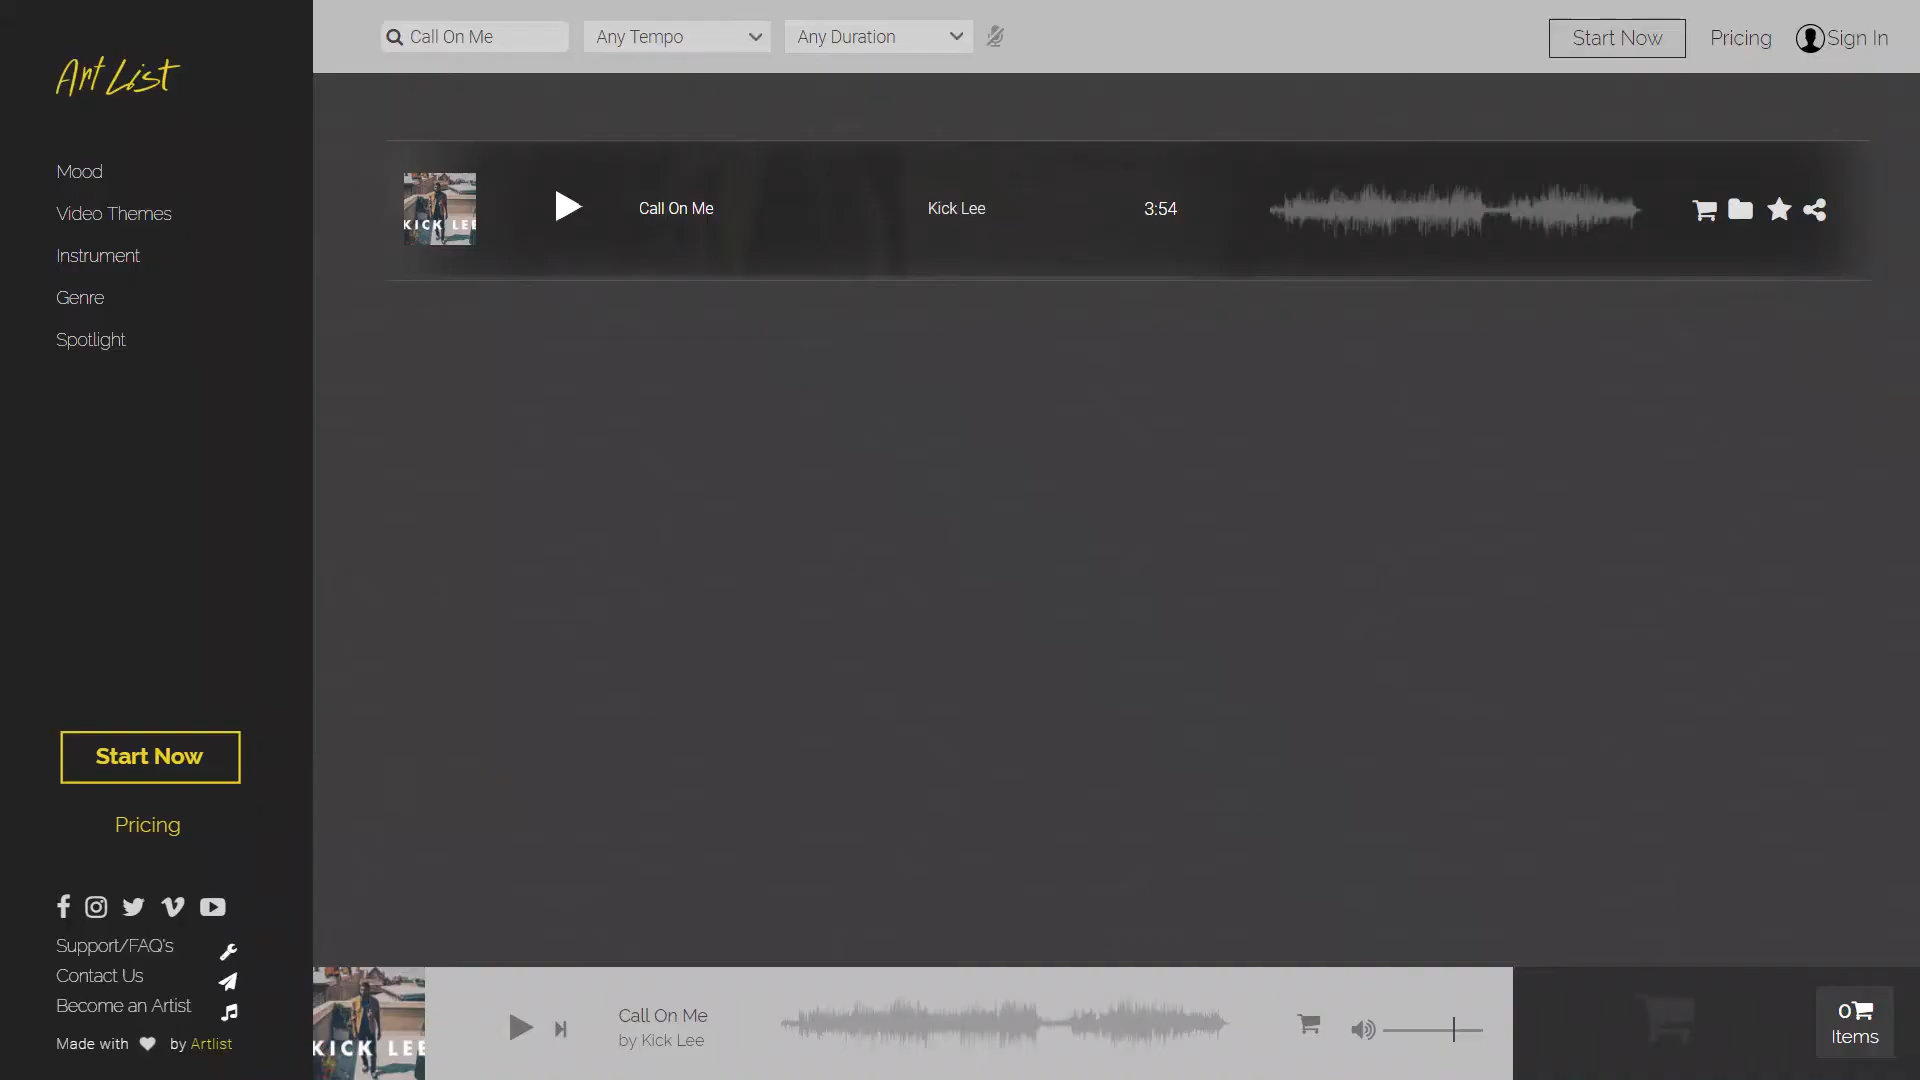 Art List
Mood
Video Themes
Instrument
Genre
Spotlight
Start Now
Pricing
Support/FAQ's
Contact Us
Become an Artist
Made with by Artlist
Call On Me
Any Tempo
Any Duration
Start Now
Pricing
Sign In
KICK LEE
Call On Me
Kick Lee
3:54
KICK LEE
Call On Me
by Kick Lee
0
Items